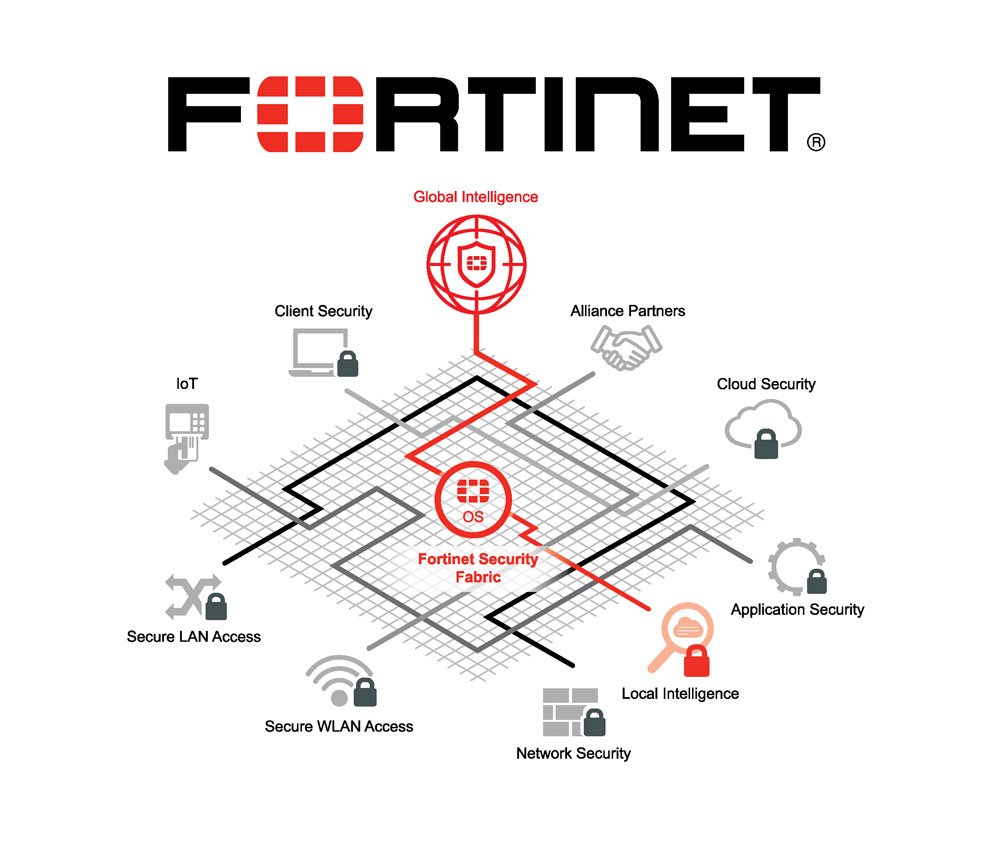 FORTINET®
Global Intelligence
Client Security
Alliance Partners
IoT
Cloud Security
OS
Fortinet Security
Fabric
Application Security
Secure LAN Access
Local Intelligence
Secure WLAN Access
Network Security